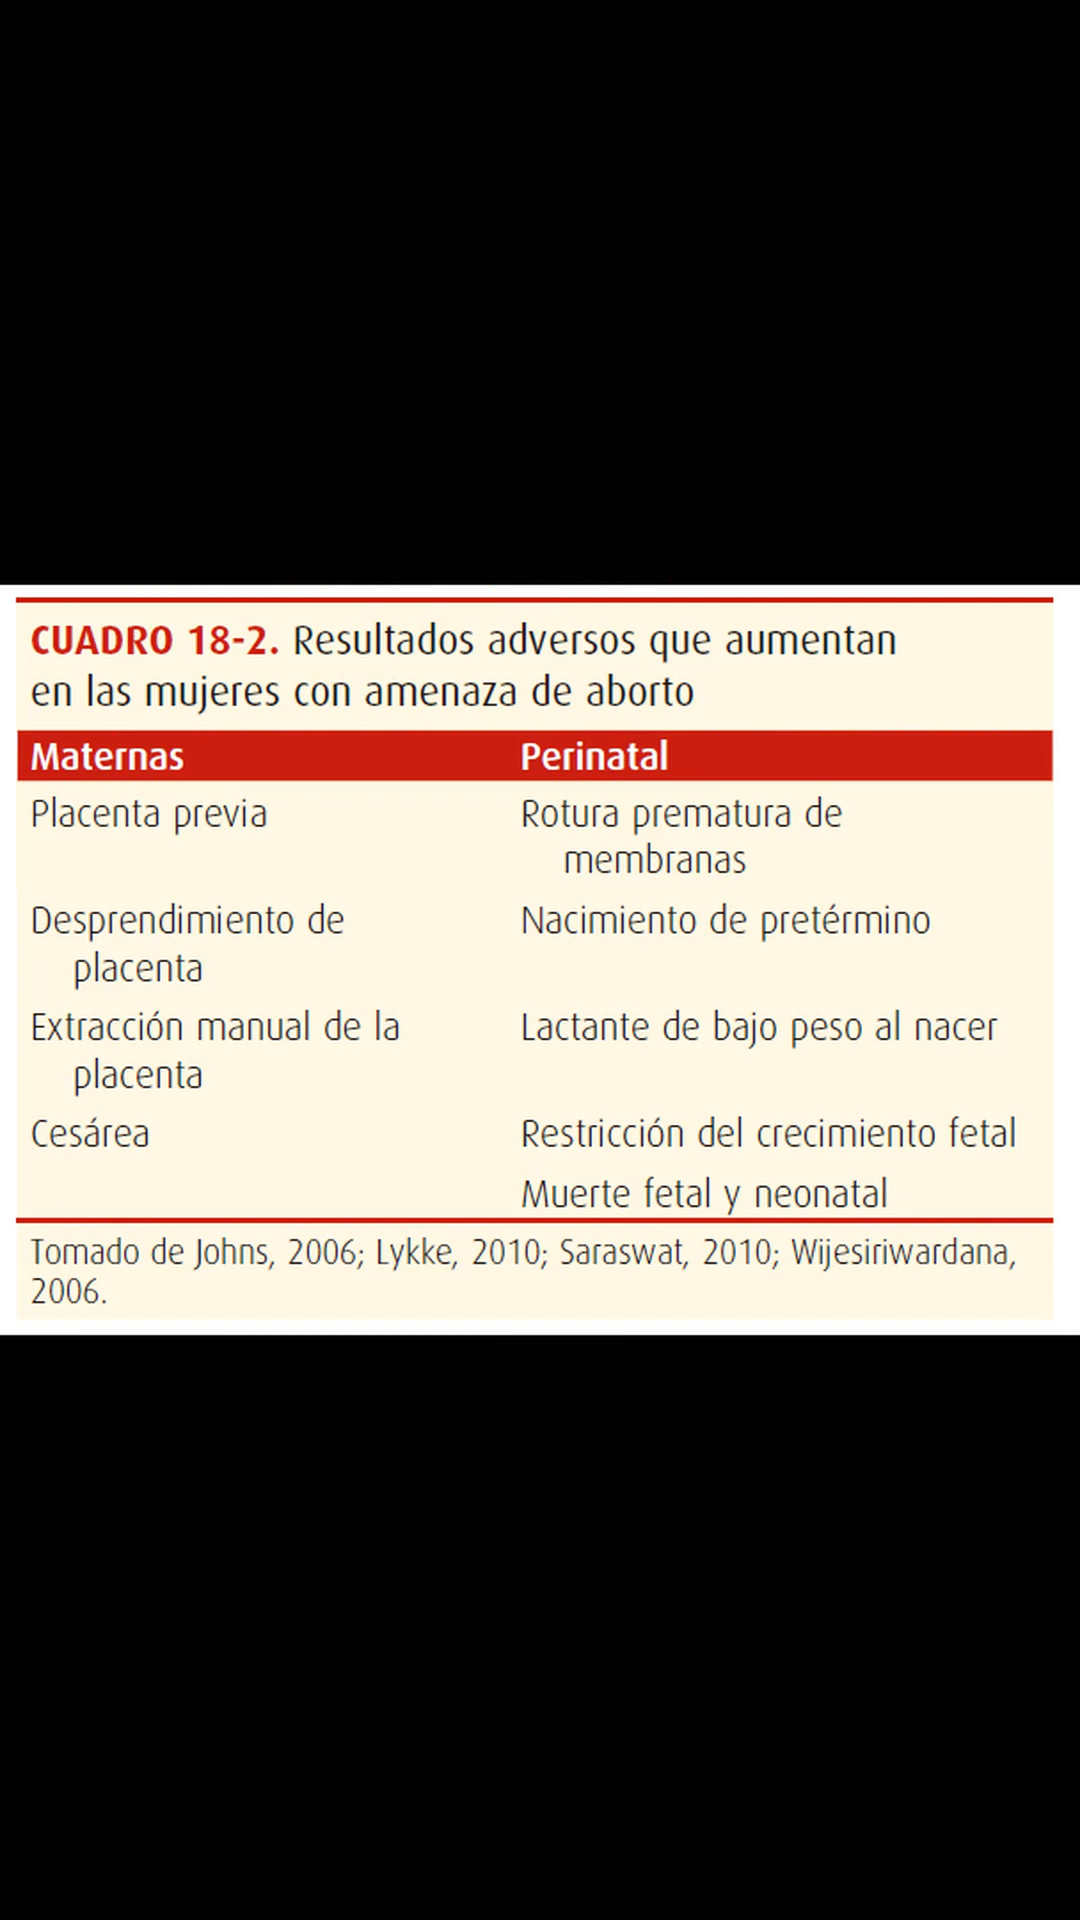 CUADRO 18-2. Resultados adversos que aumentan
en las mujeres con amenaza de aborto
Maternas Perinatal
Placenta previa Rotura prematura de
membranas
Desprendimiento de Nacimiento de pretérmino
placenta
Extracción manual de la Lactante de bajo peso al nacer
placenta
Cesárea Restricción del crecimiento fetal
Muerte fetal y neonatal
Tomado de Johns, 2006; Lykke, 2010; Saraswat, 2010; Wijesiriwardana,
2006.